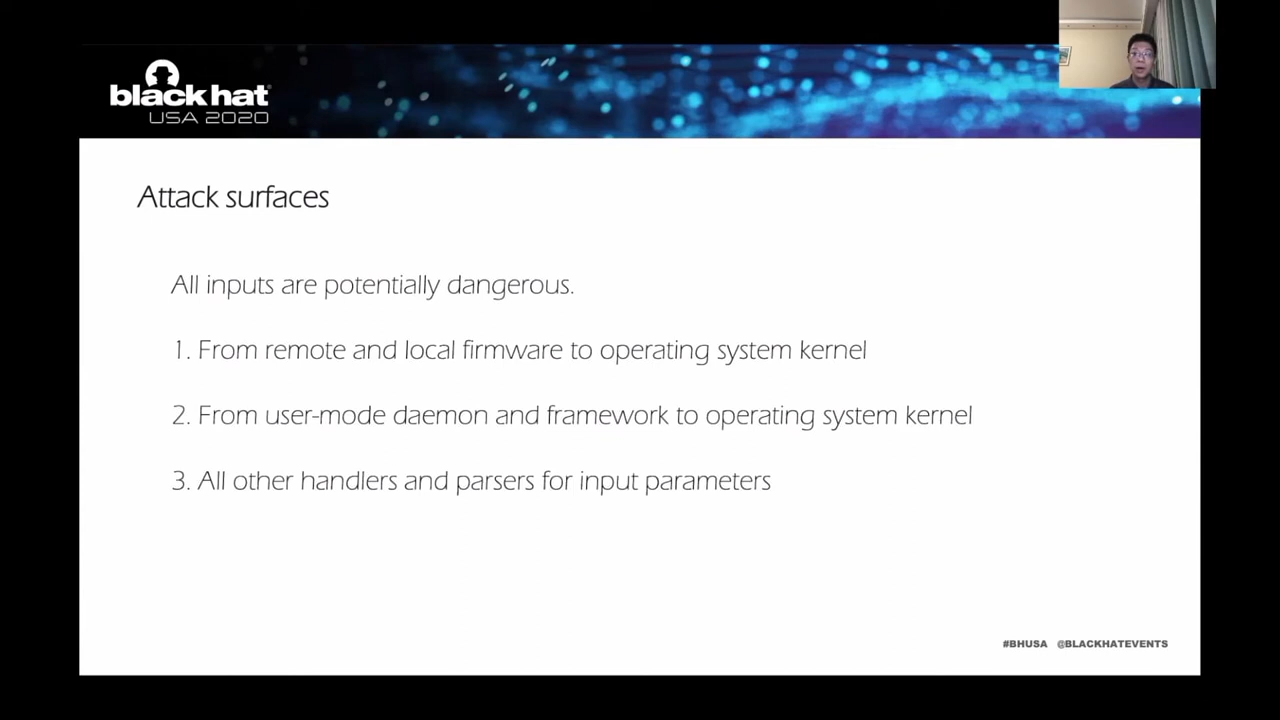 black hat
USA 2020
Attack surfaces
All inputs are potentially dangerous.
1. From remote and local firmware to operating system kernel
2. From user-mode daemon and framework to operating system kernel
3. All other handlers and parsers for input parameters
#BHUSA @BLACKHATEVENTS